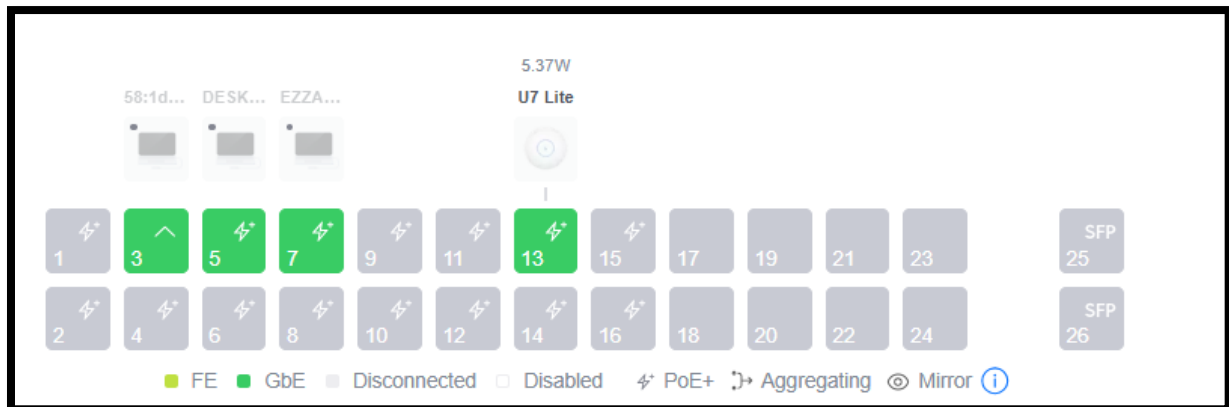 5.37W
58:1d... DESK... EZZA... U7 Lite
1 3 5 7 9 11 13 15 17 19 21 23 SFP 25
2 4 6 8 10 12 14 16 18 20 22 24 SFP 26
FE GbE Disconnected Disabled PoE+ Aggregating Mirror